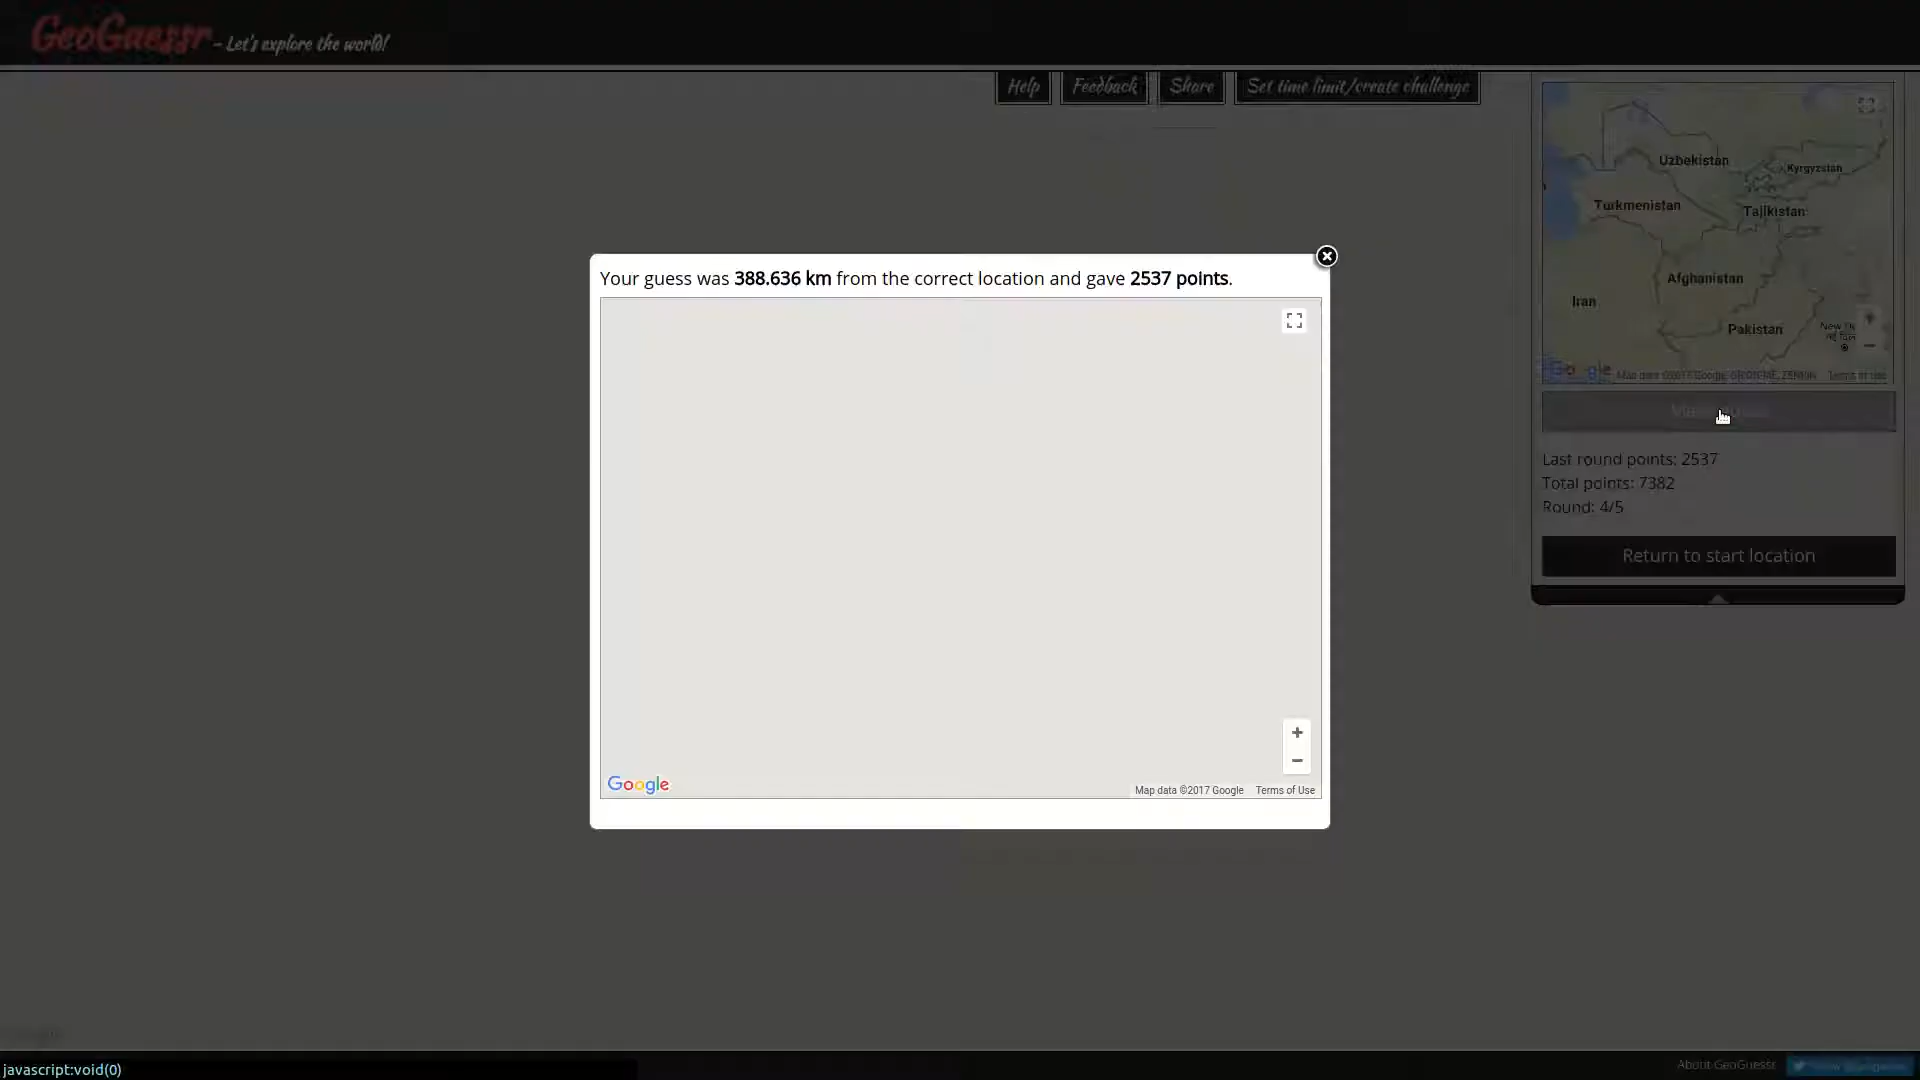 GeoGuessr - Let's explore the world!
Help
Feedback
Share
Set time limit/create challenge
Uzbekistan
Kyrgyzstan
Turkmenistan
Tajikistan
Afghanistan
Iran
Pakistan
Terms of Use
Your guess was 388.636 km from the correct location and gave 2537 points.
+
−
Google
Map data ©2017 Google
Terms of Use
Last round points: 2537
Total points: 7382
Round: 4/5
Return to start location
About GeoGuessr
javascript:void(0)